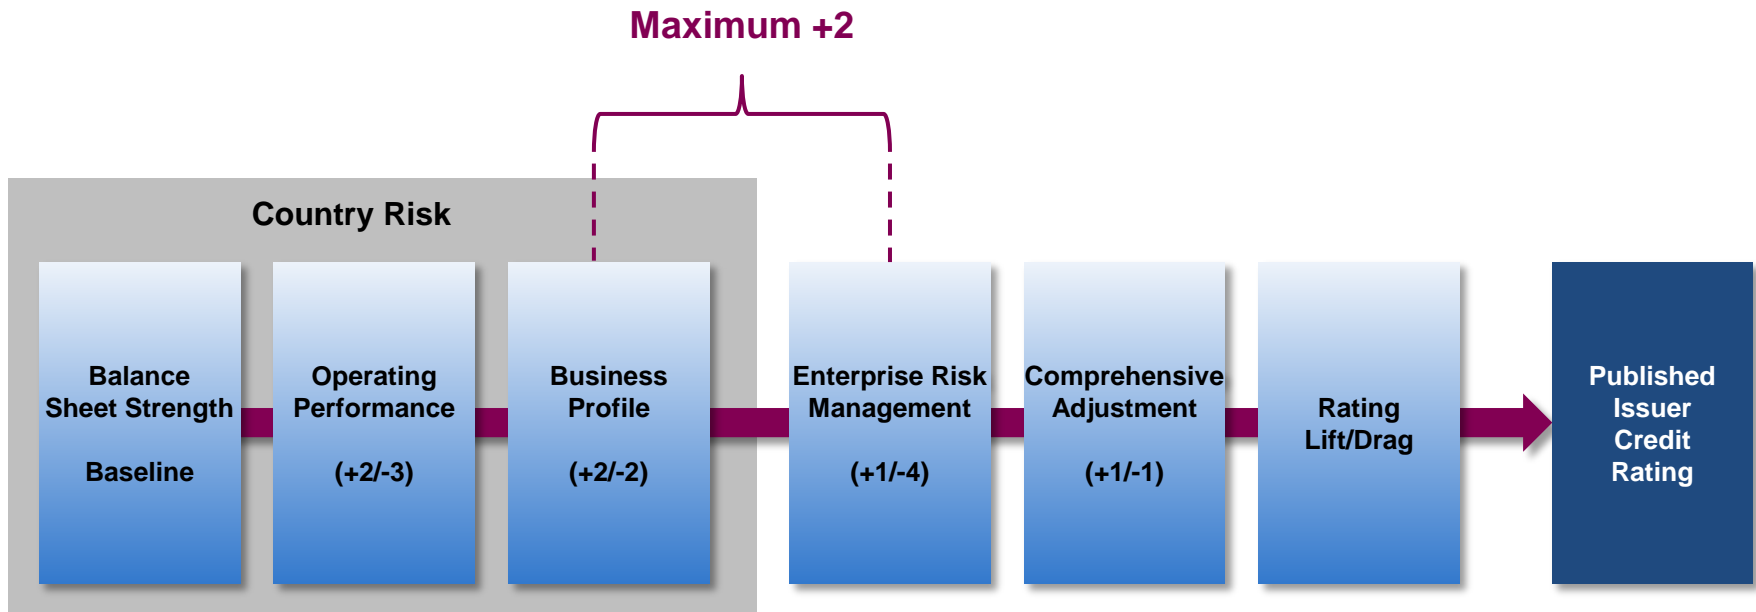 Maximum +2
Country Risk
Balance
Sheet Strength
Baseline
Operating
Performance
(+2/-3)
Business
Profile
(+2/-2)
Enterprise Risk
Management
(+1/-4)
Comprehensive
Adjustment
(+1/-1)
Rating
Lift/Drag
Published
Issuer
Credit
Rating